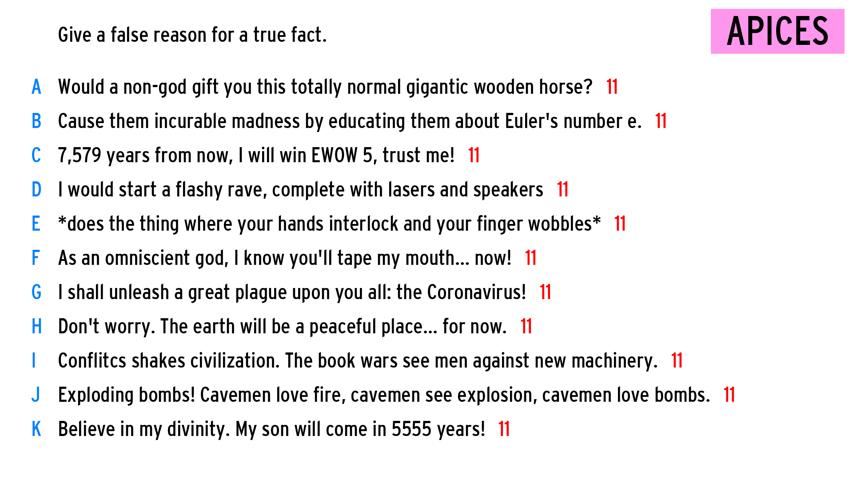 Give a false reason for a true fact.
APICES
A Would a non-god gift you this totally normal gigantic wooden horse? 11
B Cause them incurable madness by educating them about Euler's number e. 11
C 7,579 years from now, I will win EWOW 5, trust me! 11
D I would start a flashy rave, complete with lasers and speakers 11
E *does the thing where your hands interlock and your finger wobbles* 11
F As an omniscient god, I know you'll tape my mouth... now! 11
G I shall unleash a great plague upon you all: the Coronavirus! 11
H Don't worry. The earth will be a peaceful place... for now. 11
I Conflitcs shakes civilization. The book wars see men against new machinery. 11
J Exploding bombs! Cavemen love fire, cavemen see explosion, cavemen love bombs. 11
K Believe in my divinity. My son will come in 5555 years! 11